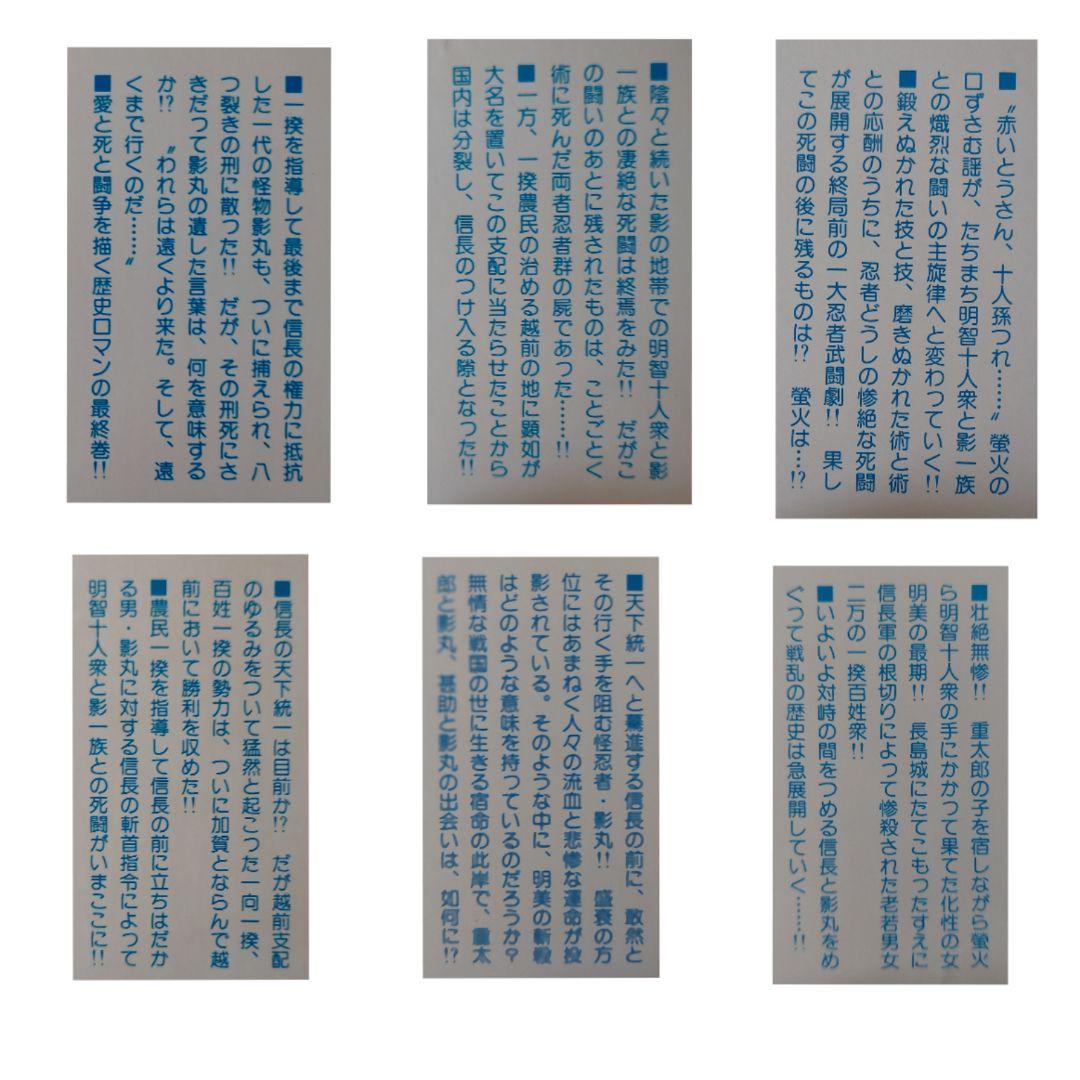 ■〝赤いとうさん、十人孫つれ……〟螢火の
口ずさむ謡が、たちまち明智十人衆と影一族
との熾烈な闘いの主旋律へと変わっていく!!
■鍛えぬかれた技と技、磨きぬかれた術と術
との応酬のうちに、忍者どうしの惨絶な死闘
が展開する終局前の一大忍者武闘劇!!　果し
てこの死闘の後に残るものは!?　螢火は…!?
■陰々と続いた影の地帯での明智十人衆と影
一族との凄絶な死闘は終焉をみた!!　だがこ
の闘いのあとに残されたものは、ことごとく
術に死んだ両者忍者群の屍であった……!!
■一方、一揆農民の治める越前の地に顕如が
大名を置いてこの支配に当たらせたことから
国内は分裂し、信長のつけ入る隙となった!!
■一揆を指導して最後まで信長の権力に抵抗
した一代の怪物影丸も、ついに捕えられ、八
つ裂きの刑に散った!!　だが、その刑死にさ
きだって影丸の遺した言葉は、何を意味する
か!?　〝われらは遠くより来た。そして、遠
くまで行くのだ……〟
■愛と死と闘争を描く歴史ロマンの最終巻!!
■壮絶無惨!!　重太郎の子を宿しながら螢火
ら明智十人衆の手にかかって果てた化性の女
明美の最期!!　長島城にたてこもったすえに
信長軍の根切りによって惨殺された老若男女
二万の一揆百姓衆!!
■いよいよ対峙の間をつめる信長と影丸をめ
ぐって戦乱の歴史は急展開していく……!!
■天下統一へと驀進する信長の前に、敢然と
その行く手を阻む怪忍者・影丸!!　盛衰の方
位にはあまねく人々の流血と悲惨な運命が投
影されている。そのような中に、明美の斬殺
はどのような意味を持っているのだろうか？
無情な戦国の世に生きる宿命の此岸で、重太
郎と影丸、甚助と影丸の出会いは、如何に!?
■信長の天下統一は目前か!?　だが越前支配
のゆるみをついて猛然と起こった一向一揆、
百姓一揆の勢力は、ついに加賀とならんで越
前において勝利を収めた!!
■農民一揆を指導して信長の前に立ちはだか
る男・影丸に対する信長の斬首指令によって
明智十人衆と影一族との死闘がいまここに!!